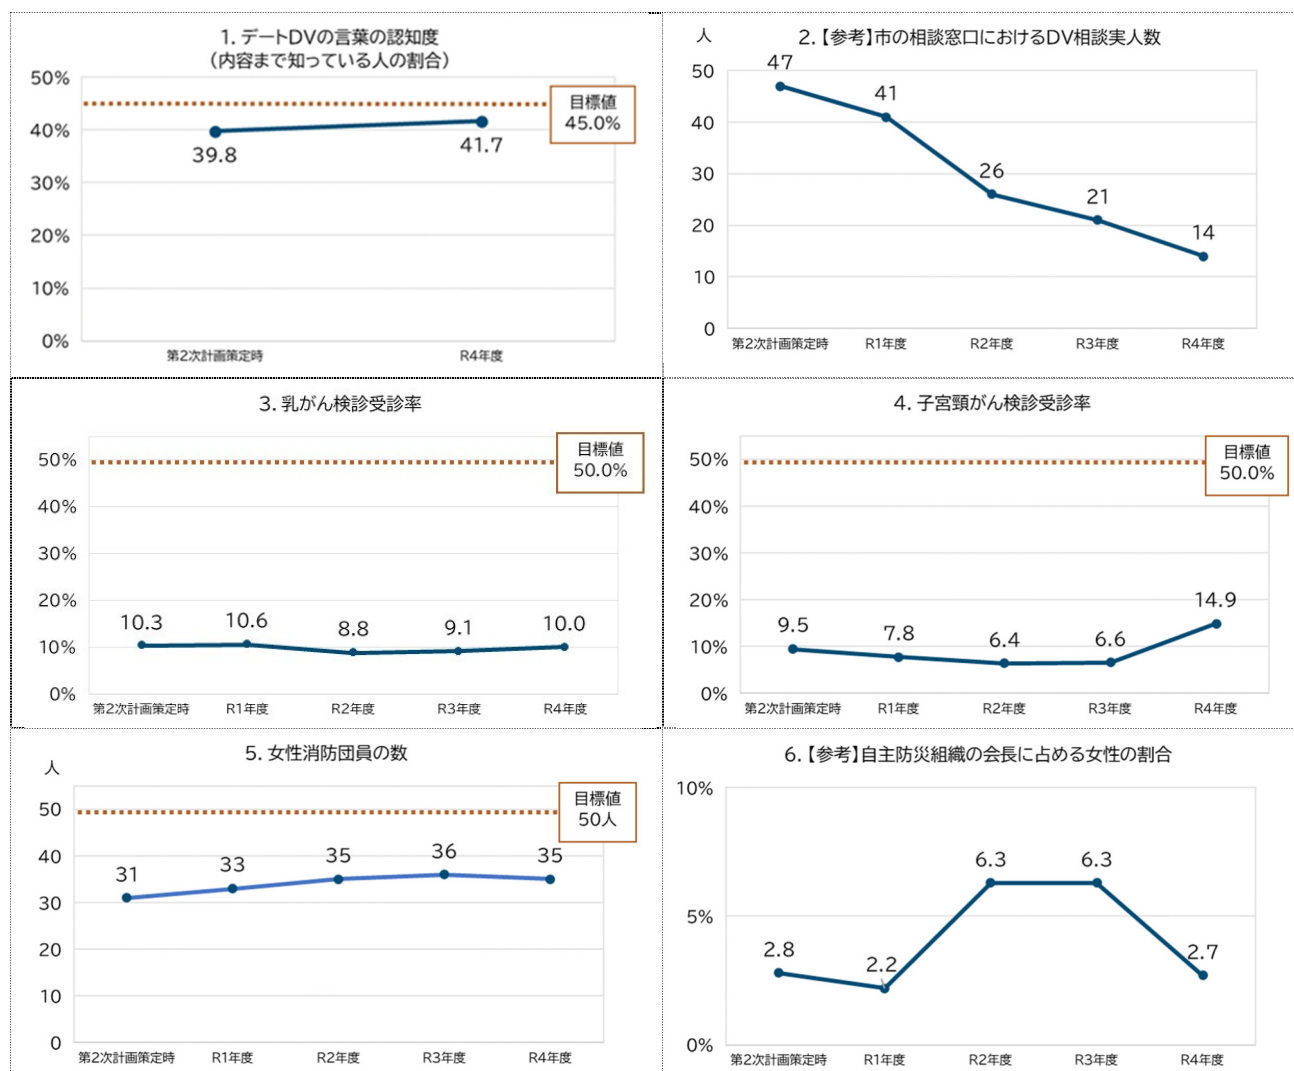 1. デートDVの言葉の認知度
（内容まで知っている人の割合）
50%
40%
30%
20%
10%
0%
目標値
45.0%
39.8
41.7
第2次計画策定時
R4年度
2.【参考】市の相談窓口におけるDV相談実人数
人
50
40
30
20
10
0
47
41
26
21
14
第2次計画策定時
R1年度
R2年度
R3年度
R4年度
3. 乳がん検診受診率
50%
40%
30%
20%
10%
0%
目標値
50.0%
10.3
10.6
8.8
9.1
10.0
第2次計画策定時
R1年度
R2年度
R3年度
R4年度
4. 子宮頸がん検診受診率
50%
40%
30%
20%
10%
0%
目標値
50.0%
9.5
7.8
6.4
6.6
14.9
第2次計画策定時
R1年度
R2年度
R3年度
R4年度
5. 女性消防団員の数
人
50
40
30
20
10
0
目標値
50人
31
33
35
36
35
第2次計画策定時
R1年度
R2年度
R3年度
R4年度
6.【参考】自主防災組織の会長に占める女性の割合
10%
5%
0%
2.8
2.2
6.3
6.3
2.7
第2次計画策定時
R1年度
R2年度
R3年度
R4年度